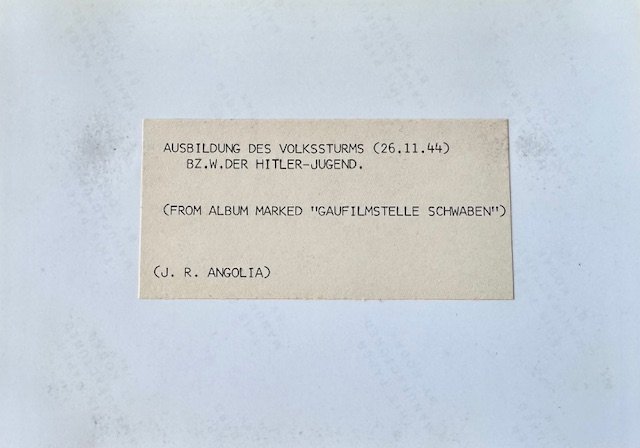 AUSBILDUNG DES VOLKSSTURMS (26.11.44)
BZ.W.DER HITLER-JUGEND.
(FROM ALBUM MARKED "GAUFILMSTELLE SCHWABEN")
(J. R. ANGOLIA)